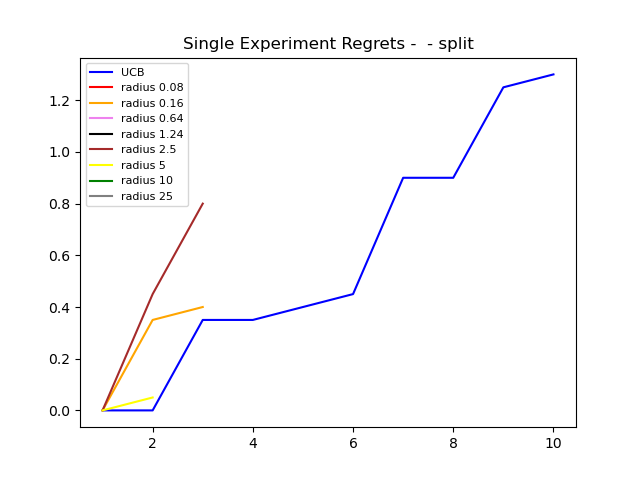 Single Experiment Regrets -  - split
UCB
radius 0.08
radius 0.16
radius 0.64
radius 1.24
radius 2.5
radius 5
radius 10
radius 25
1.2
1.0
0.8
0.6
0.4
0.2
0.0
2 4 6 8 10